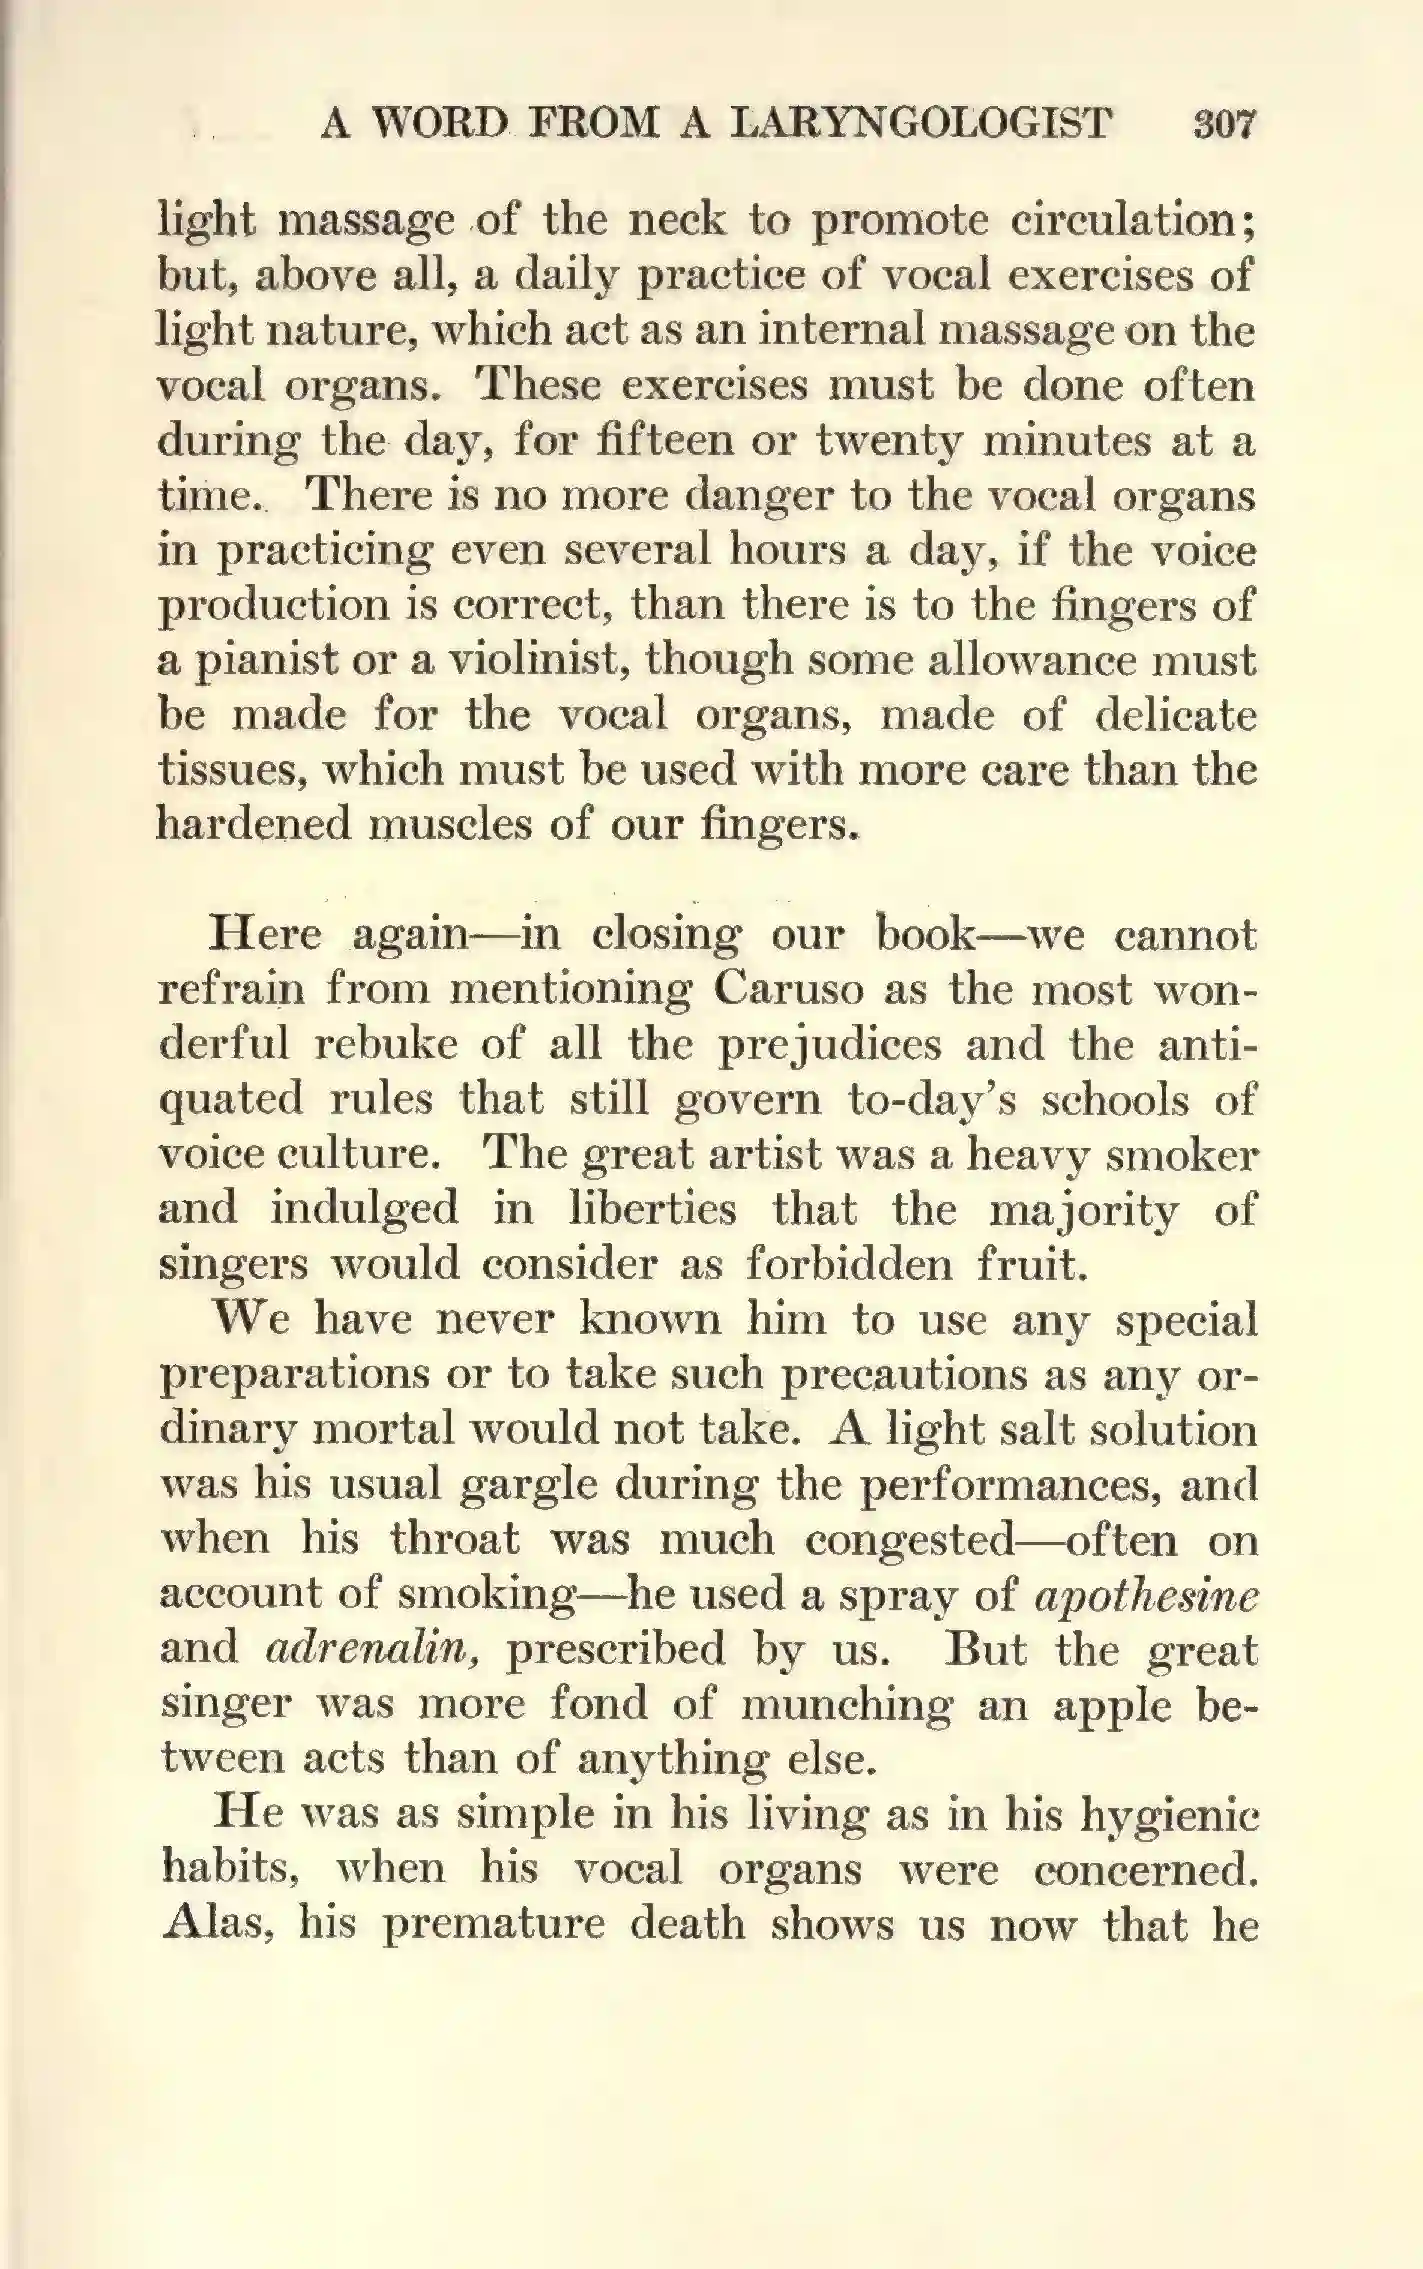 A WORD FROM A LARYNGOLOGIST 307
light massage of the neck to promote circulation;
but, above all, a daily practice of vocal exercises of
light nature, which act as an internal massage on the
vocal organs. These exercises must be done often
during the day, for fifteen or twenty minutes at a
time. There is no more danger to the vocal organs
in practicing even several hours a day, if the voice
production is correct, than there is to the fingers of
a pianist or a violinist, though some allowance must
be made for the vocal organs, made of delicate
tissues, which must be used with more care than the
hardened muscles of our fingers.
Here again—in closing our book—we cannot
refrain from mentioning Caruso as the most won-
derful rebuke of all the prejudices and the anti-
quated rules that still govern to-day's schools of
voice culture. The great artist was a heavy smoker
and indulged in liberties that the majority of
singers would consider as forbidden fruit.
We have never known him to use any special
preparations or to take such precautions as any or-
dinary mortal would not take. A light salt solution
was his usual gargle during the performances, and
when his throat was much congested—often on
account of smoking—he used a spray of apothesine
and adrenalin, prescribed by us. But the great
singer was more fond of munching an apple be-
tween acts than of anything else.
He was as simple in his living as in his hygienic
habits, when his vocal organs were concerned.
Alas, his premature death shows us now that he